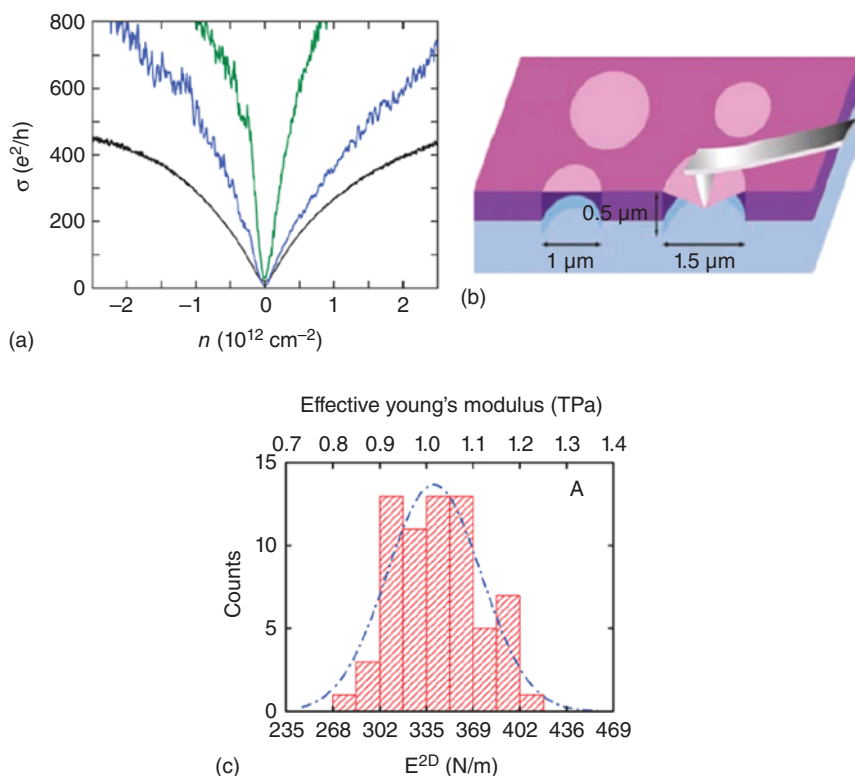 800
600
400
200
0
σ (e²/h)
−2
−1
0
1
2
n (10¹² cm⁻²)
(a)
0.5 μm
1 μm
1.5 μm
(b)
Effective young's modulus (TPa)
0.7 0.8 0.9 1.0 1.1 1.2 1.3 1.4
15
A
10
5
0
Counts
235 268 302 335 369 402 436 469
E²ᴰ (N/m)
(c)